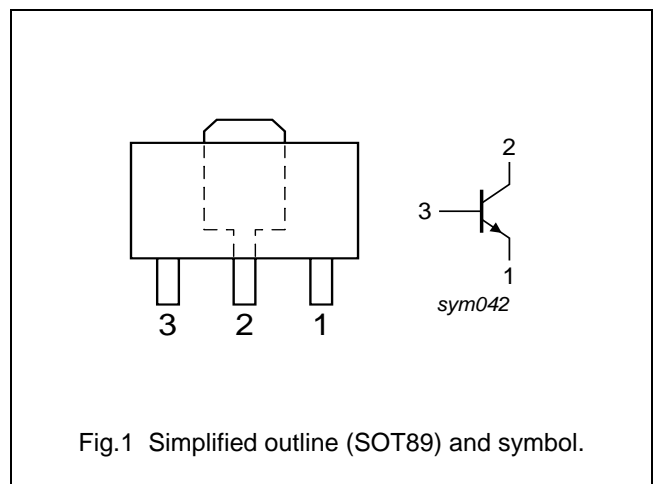 2
3
1
sym042
3 2 1
Fig.1 Simplified outline (SOT89) and symbol.